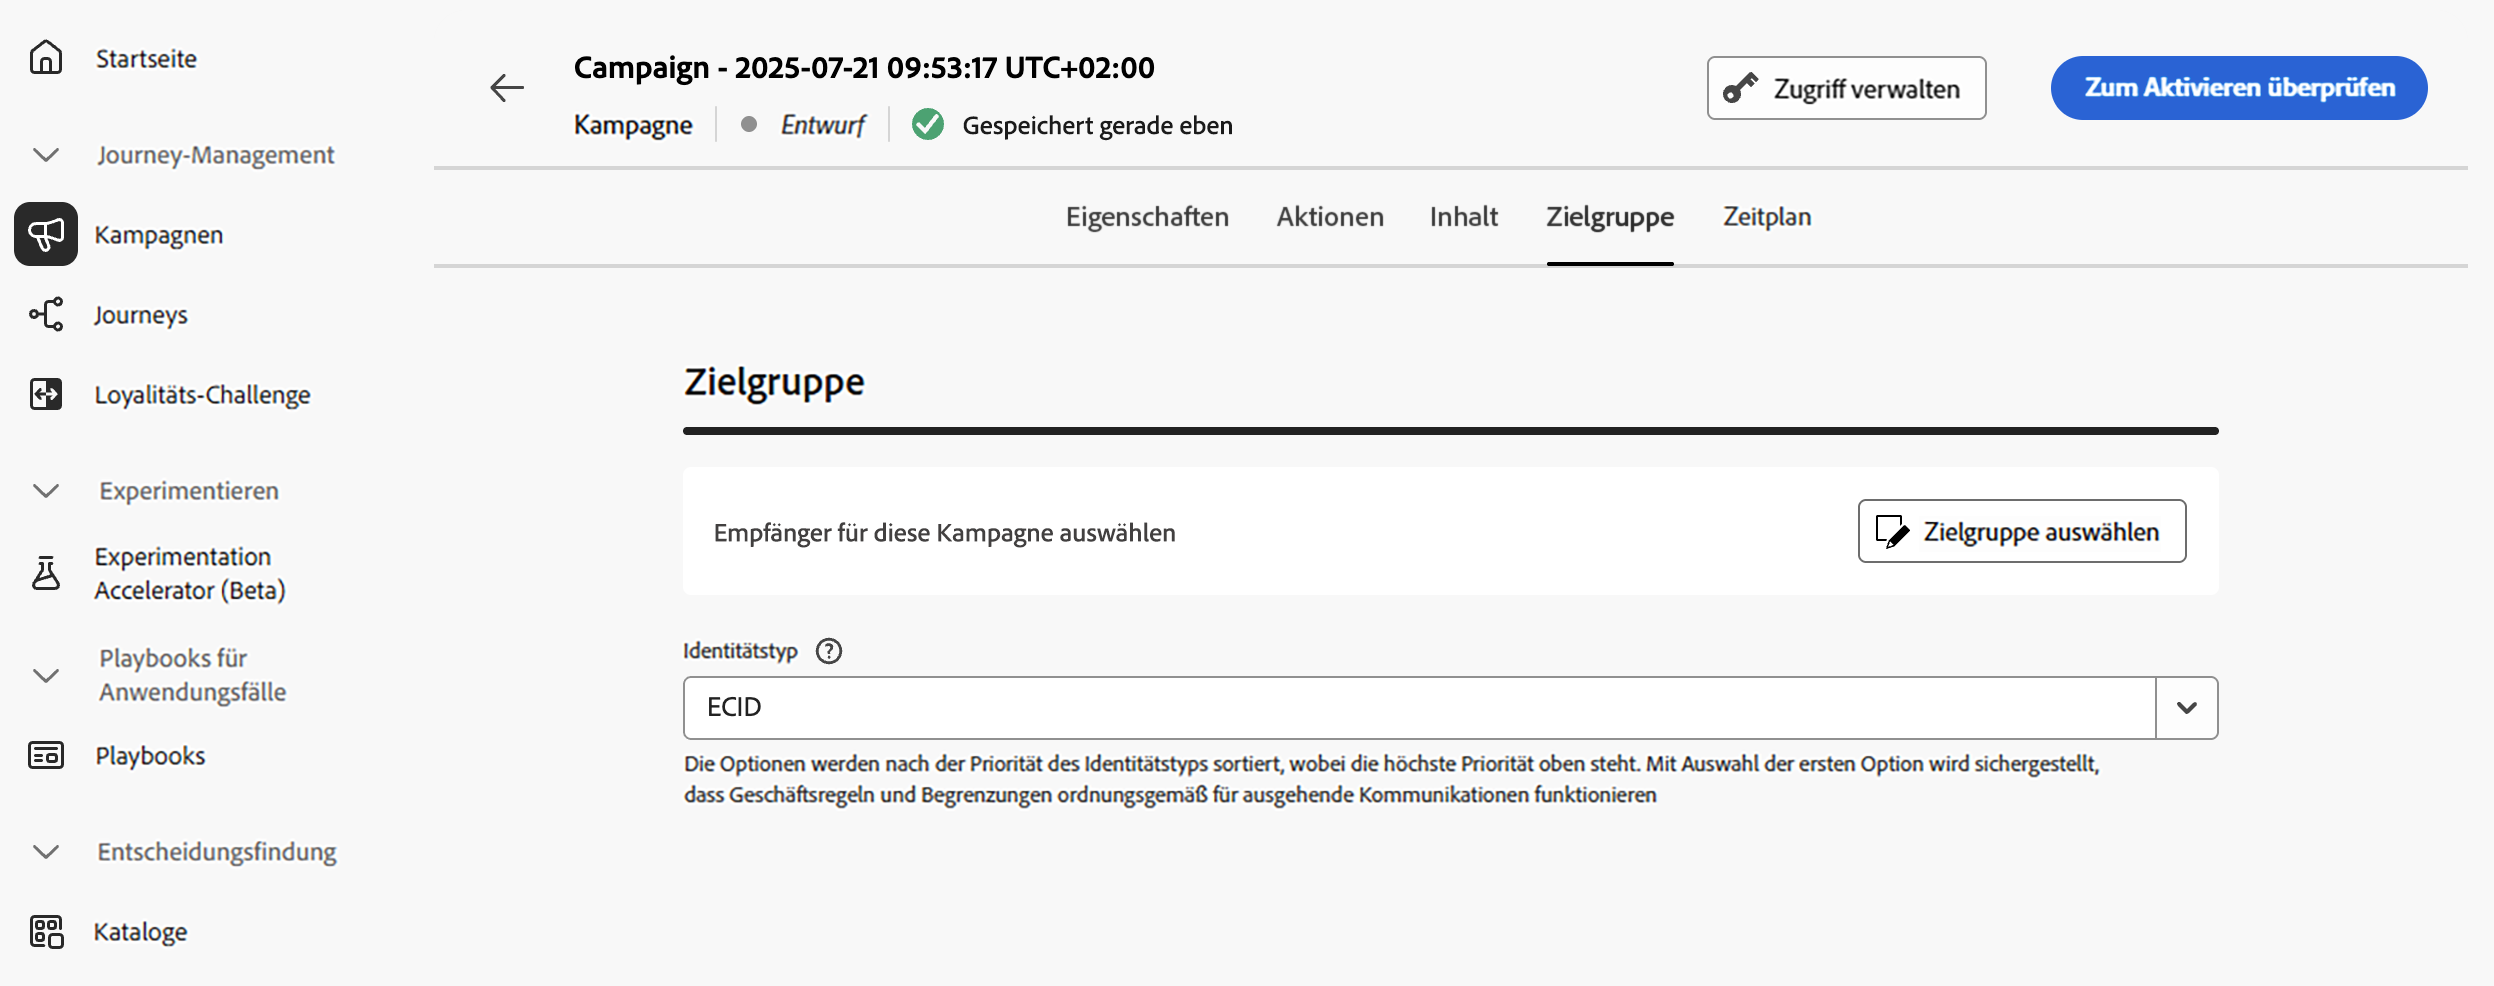 Startseite
Journey-Management
Kampagnen
Journeys
Loyalitäts-Challenge
Experimentieren
Experimentation
Accelerator (Beta)
Playbooks für
Anwendungsfälle
Playbooks
Entscheidungsfindung
Kataloge
Campaign - 2025-07-21 09:53:17 UTC+02:00
Kampagne Entwurf Gespeichert gerade eben
Zugriff verwalten
Zum Aktivieren überprüfen
Eigenschaften Aktionen Inhalt Zielgruppe Zeitplan
Zielgruppe
Empfänger für diese Kampagne auswählen
Zielgruppe auswählen
Identitätstyp
ECID
Die Optionen werden nach der Priorität des Identitätstyps sortiert, wobei die höchste Priorität oben steht. Mit Auswahl der ersten Option wird sichergestellt,
dass Geschäftsregeln und Begrenzungen ordnungsgemäß für ausgehende Kommunikationen funktionieren